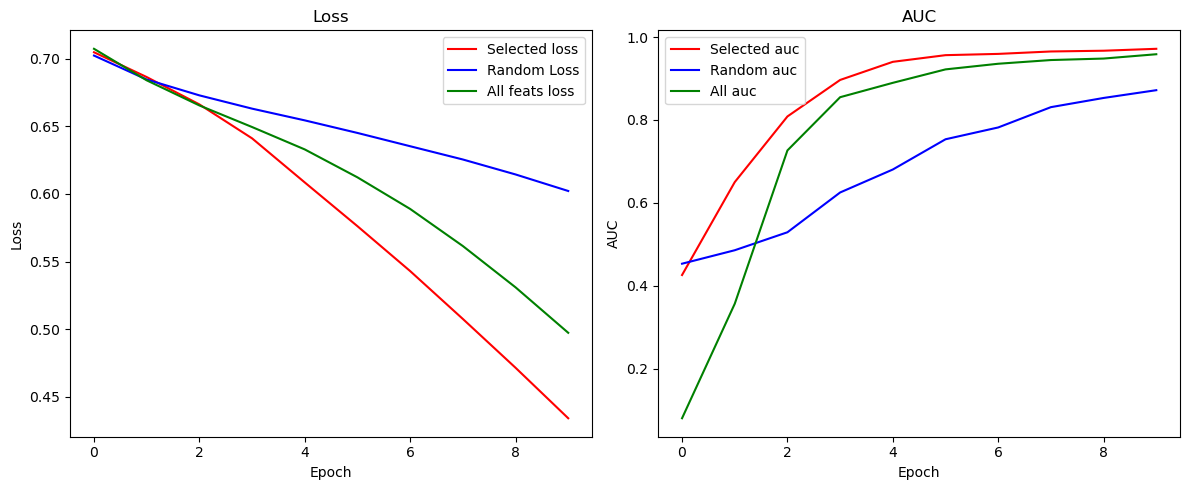 Loss
Selected loss
Random Loss
All feats loss
0.70
0.65
0.60
0.55
0.50
0.45
Loss
0 2 4 6 8
Epoch
AUC
Selected auc
Random auc
All auc
1.0
0.8
0.6
0.4
0.2
AUC
0 2 4 6 8
Epoch